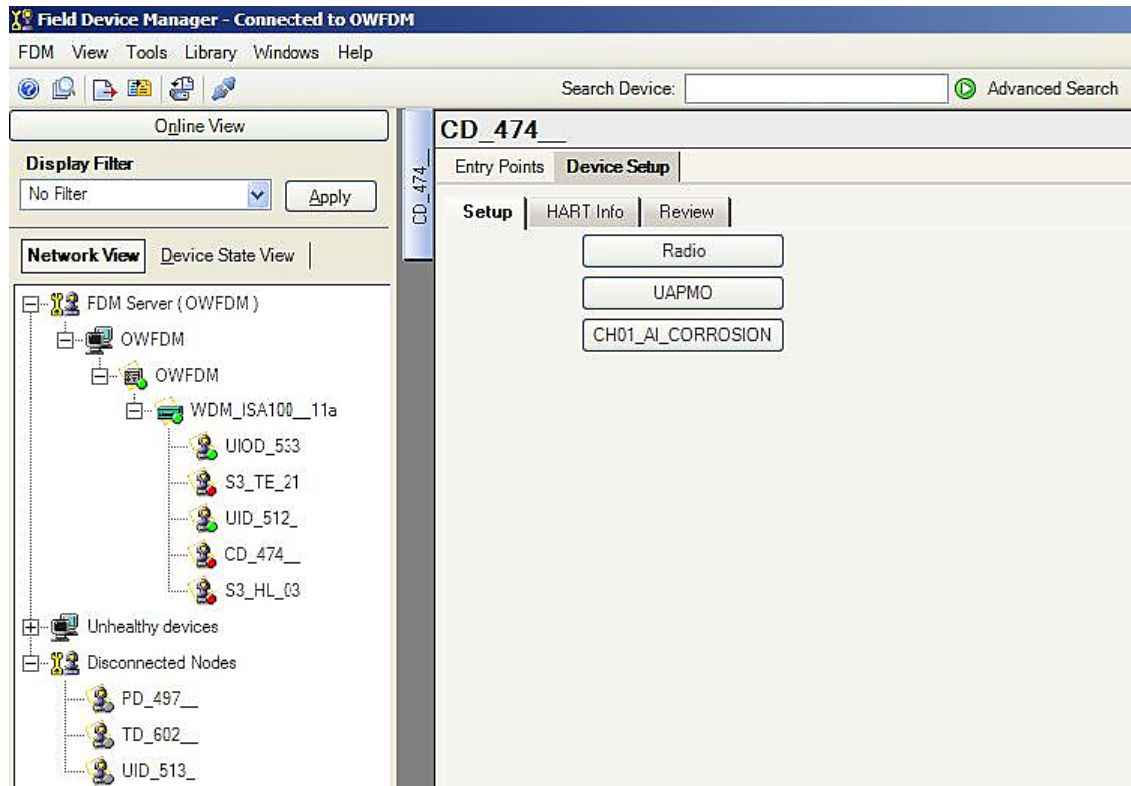 Field Device Manager - Connected to OWFDM
FDM View Tools Library Windows Help
Search Device: Advanced Search
Online View
Display Filter
No Filter Apply
Network View Device State View
FDM Server ( OWFDM )
OWFDM
OWFDM
WDM_ISA100__11a
UIOD_533
S3_TE_21
UID_512_
CD_474__
S3_HL_03
Unhealthy devices
Disconnected Nodes
PD_497__
TD_602__
UID_513_
CD_474__
CD_474__
Entry Points Device Setup
Setup HART Info Review
Radio
UAPMO
CH01_AI_CORROSION